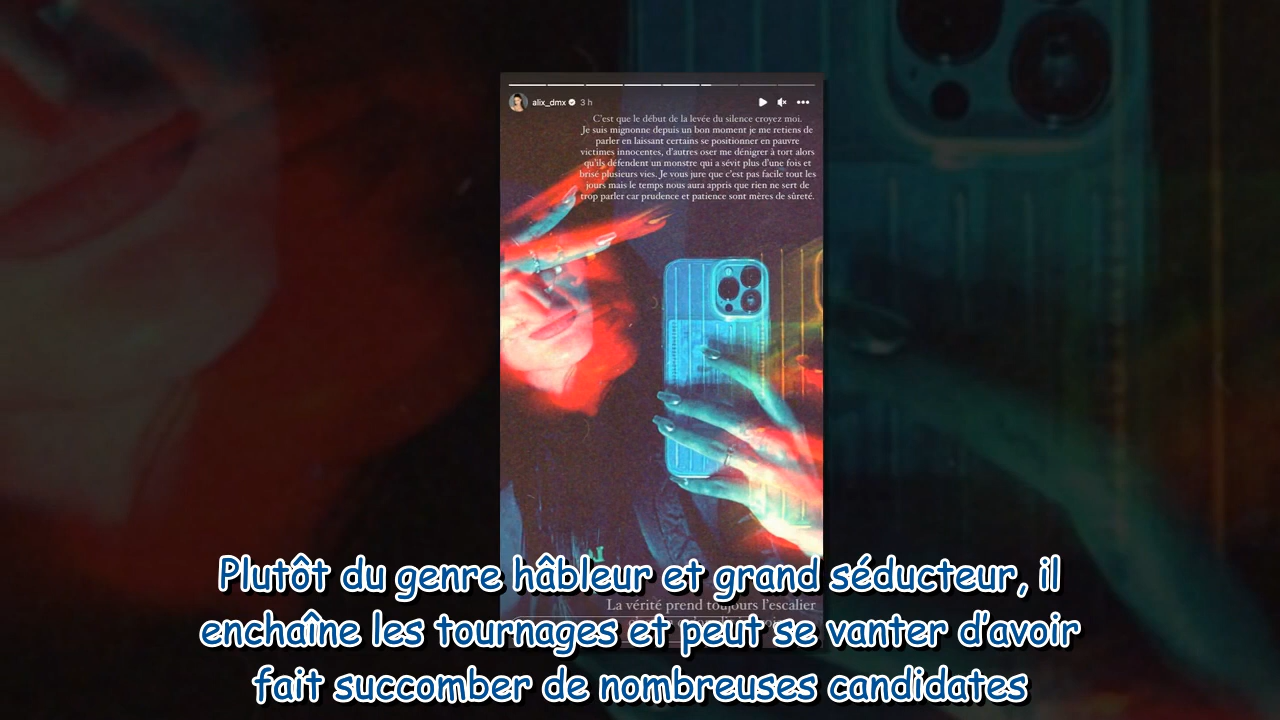 alix_dmx 3 h
C'est que le début de la levée du silence croyez moi.
Je suis mignonne depuis un bon moment je me retiens de
parler en laissant certains se positionner en pauvre
victimes innocentes, d'autres oser me dénigrer à tort alors
qu'ils défendent un monstre qui a sévit plus d'une fois et
brisé plusieurs vies. Je vous jure que c'est pas facile tout les
jours mais le temps nous aura appris que rien ne sert de
trop parler car prudence et patience sont mères de sûreté.
Plutôt du genre hâbleur et grand séducteur, il
La vérité prend toujours l'escalier
enchaîne les tournages et peut se vanter d'avoir
fait succomber de nombreuses candidates